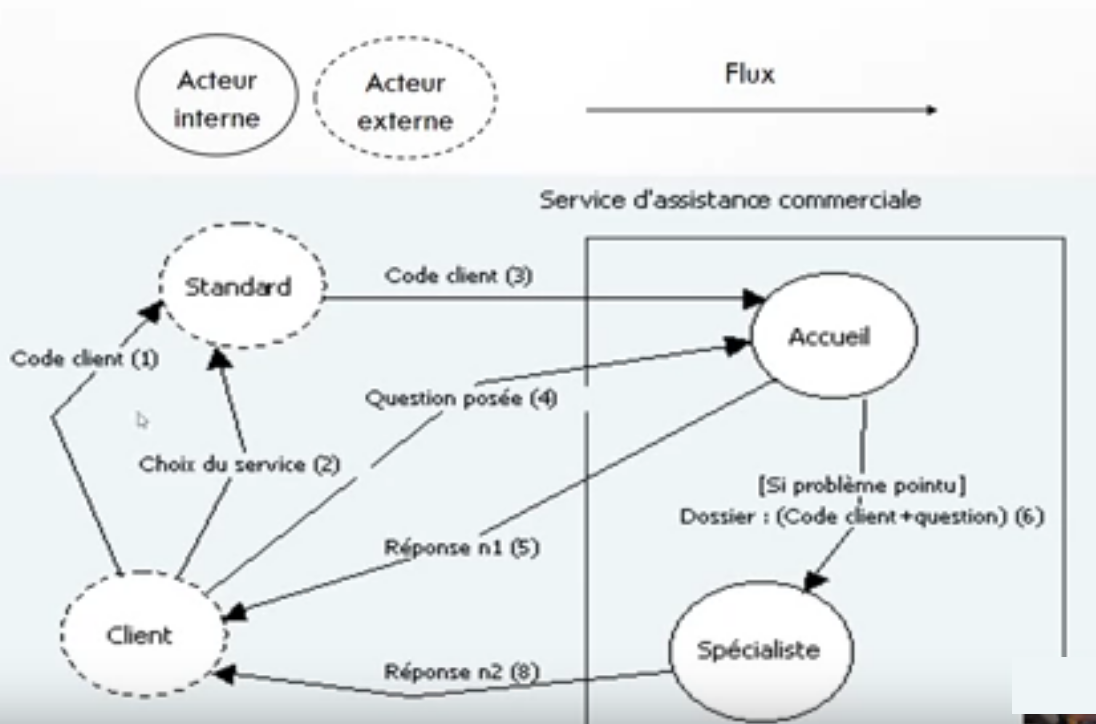 Acteur
interne
Acteur
externe
Flux
Service d'assistance commerciale
Standard
Code client (3)
Accueil
Code client (1)
Question posée (4)
Choix du service (2)
[Si problème pointu]
Dossier : (Code client+question) (6)
Réponse n1 (5)
Client
Spécialiste
Réponse n2 (8)